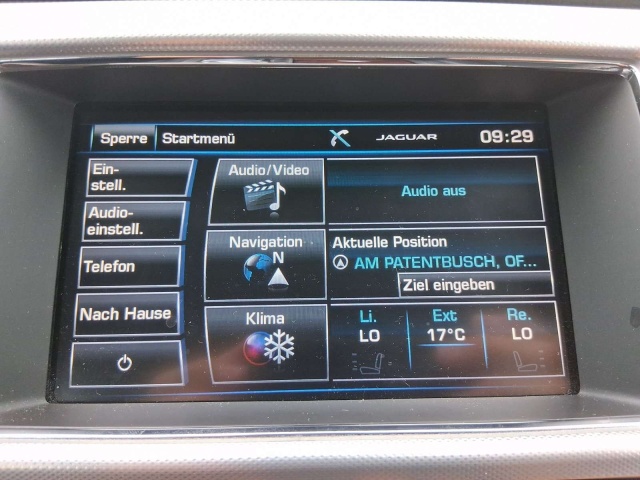 Sperre Startmenü JAGUAR 09:29
Ein-
stell.
Audio-
einstell.
Telefon
Nach Hause
Audio/Video
Audio aus
Navigation
N
Aktuelle Position
AM PATENTBUSCH, OF...
Ziel eingeben
Klima
Li. Ext Re.
LO 17°C LO